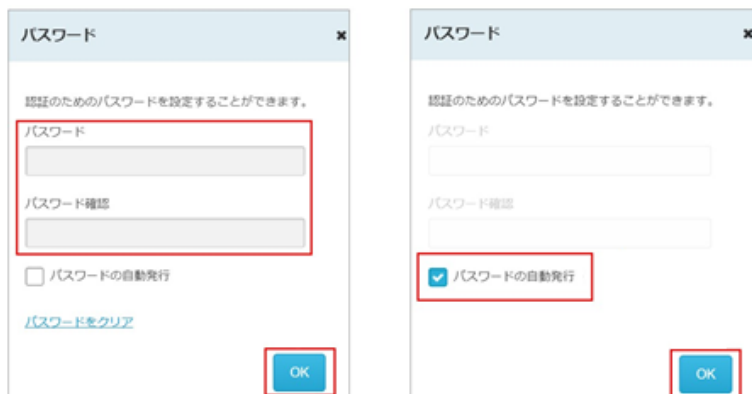 パスワード
認証のためのパスワードを設定することができます。
パスワード
パスワード確認
パスワードの自動発行
パスワードをクリア
OK
パスワード
認証のためのパスワードを設定することができます。
パスワード
パスワード確認
パスワードの自動発行
OK